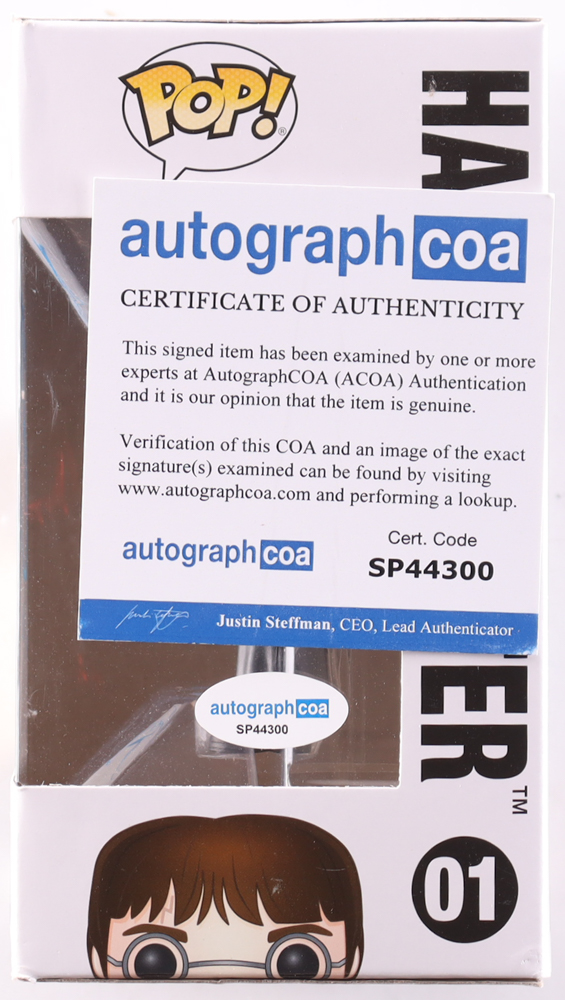 POP!
®
HA
autograph coa
CERTIFICATE OF AUTHENTICITY
This signed item has been examined by one or more
experts at AutographCOA (ACOA) Authentication
and it is our opinion that the item is genuine.
Verification of this COA and an image of the exact
signature(s) examined can be found by visiting
www.autographcoa.com and performing a lookup.
autograph coa
Cert. Code
SP44300
Justin Steffman, CEO, Lead Authenticator
autograph coa
SP44300
ER™
01